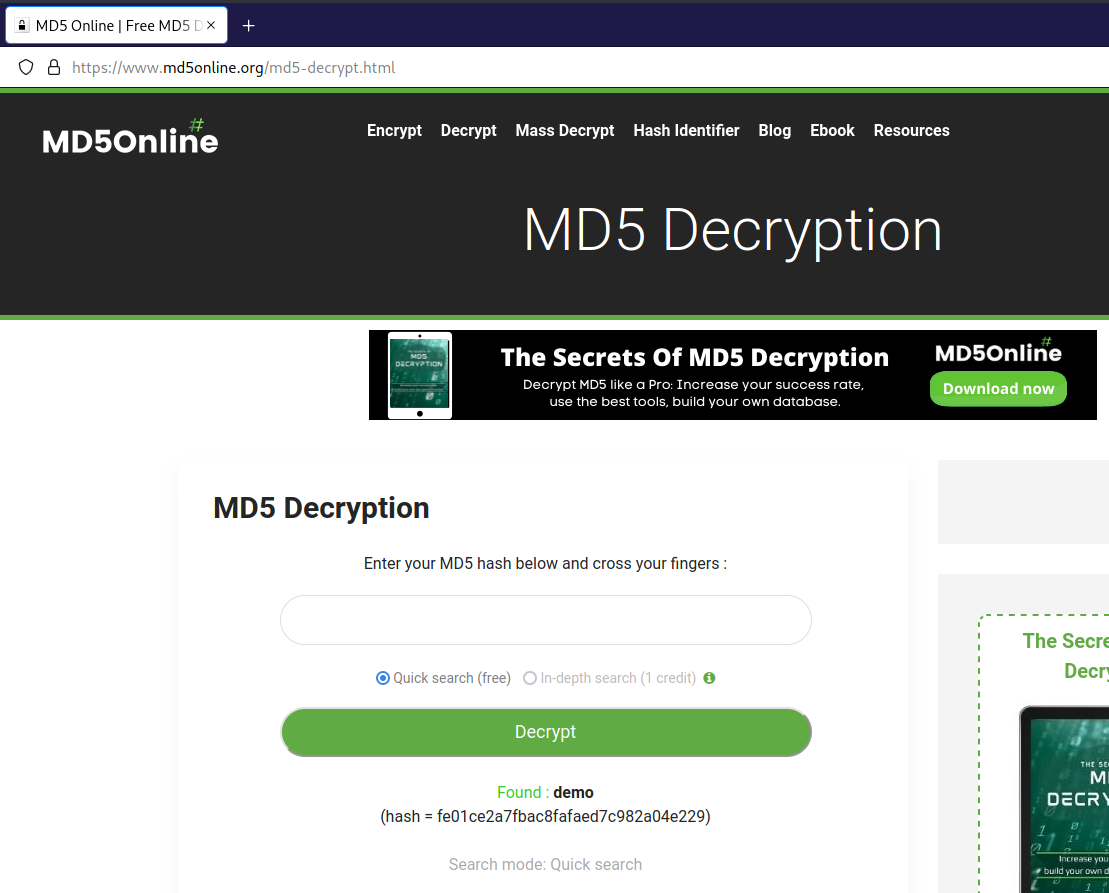 MD5 Online | Free MD5
https://www.md5online.org/md5-decrypt.html
MD5Online#
Encrypt Decrypt Mass Decrypt Hash Identifier Blog Ebook Resources
MD5 Decryption
THE SECRETS OF
MD5
DECRYPTION
The Secrets Of MD5 Decryption
Decrypt MD5 like a Pro: Increase your success rate,
use the best tools, build your own database.
MD5Online#
Download now
MD5 Decryption
Enter your MD5 hash below and cross your fingers :
Quick search (free) In-depth search (1 credit)
Decrypt
Found : demo
(hash = fe01ce2a7fbac8fafaed7c982a04e229)
Search mode: Quick search
The Secre
Decry
THE SE
M
DECRY
Increase you
build your own d